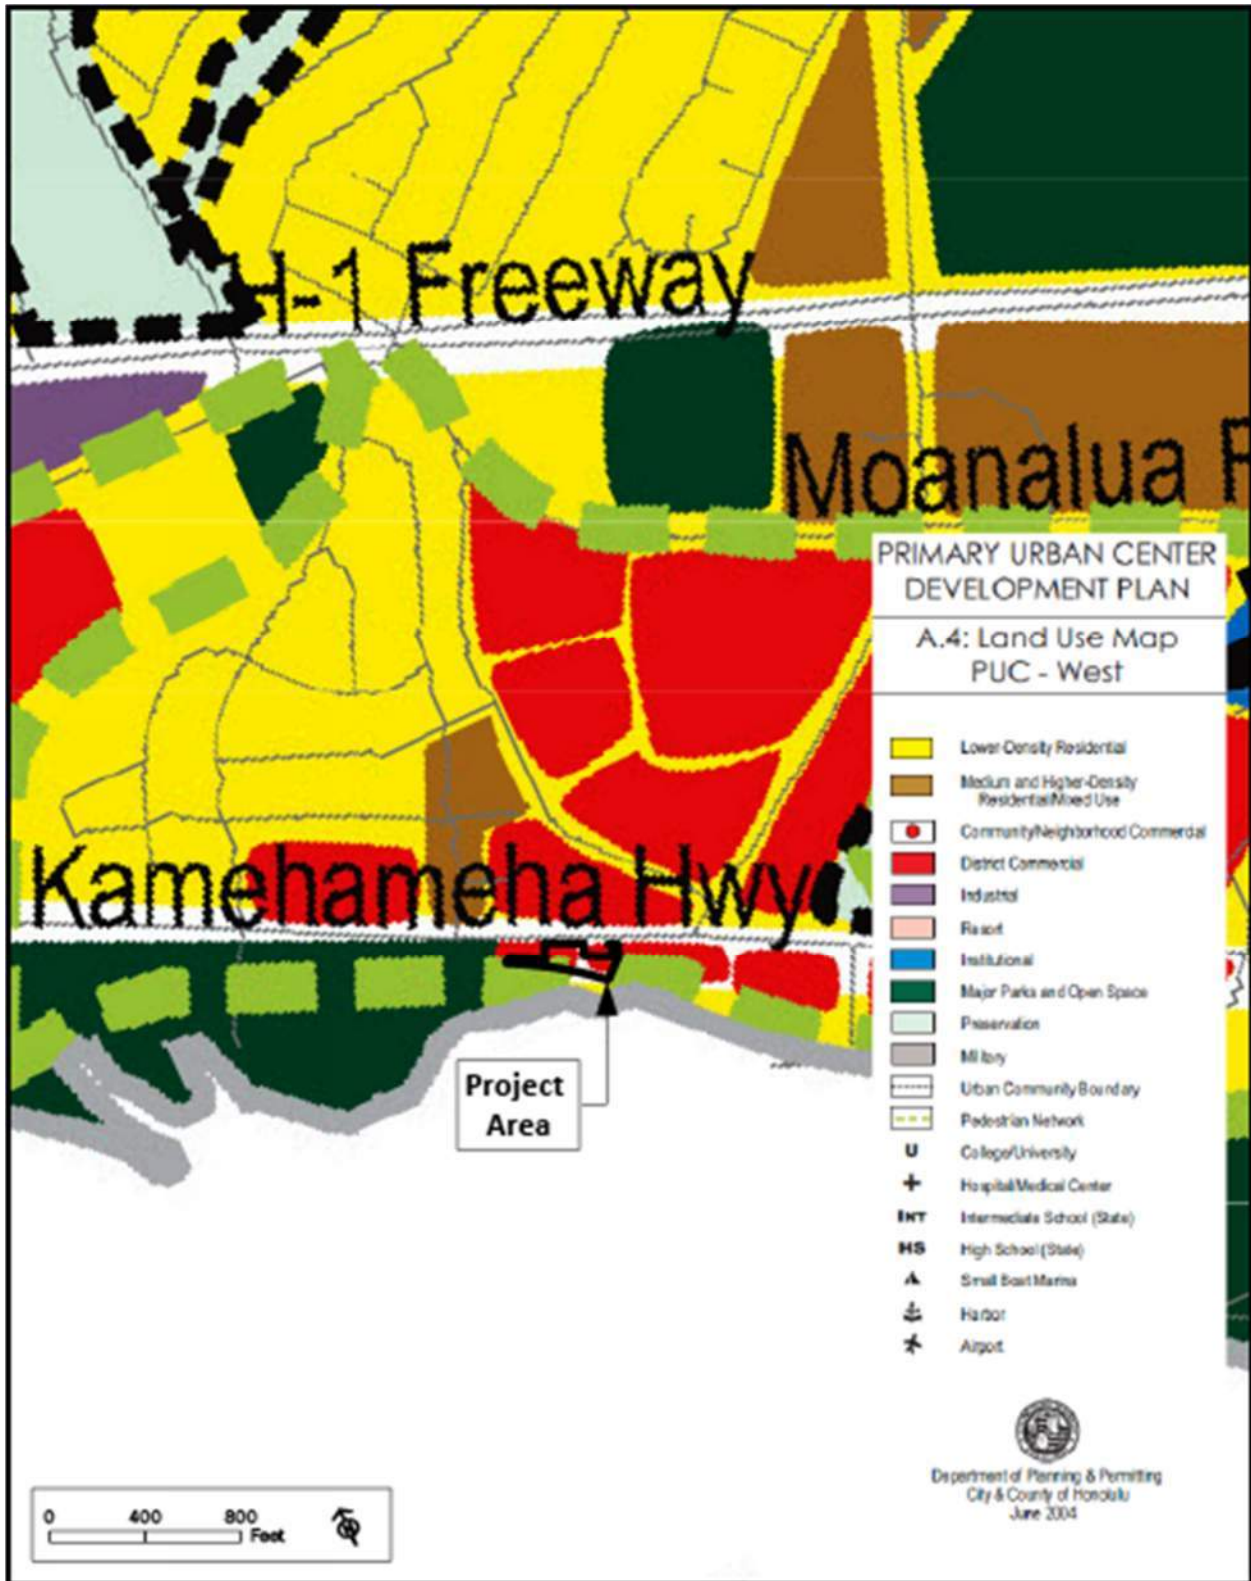 H-1 Freeway
Moanalua R
PRIMARY URBAN CENTER
DEVELOPMENT PLAN
A.4: Land Use Map
PUC - West
Lower-Density Residential
Medium and Higher-Density
Residential/Mixed Use
Community/Neighborhood Commercial
District Commercial
Industrial
Resort
Institutional
Major Parks and Open Space
Preservation
Military
Urban Community Boundary
Pedestrian Network
U College/University
Hospital/Medical Center
INT Intermediate School (State)
HS High School (State)
Small Boat Marina
Harbor
Airport
Kamehameha Hwy
Project
Area
Department of Planning & Permitting
City & County of Honolulu
June 2004
0 400 800
Feet